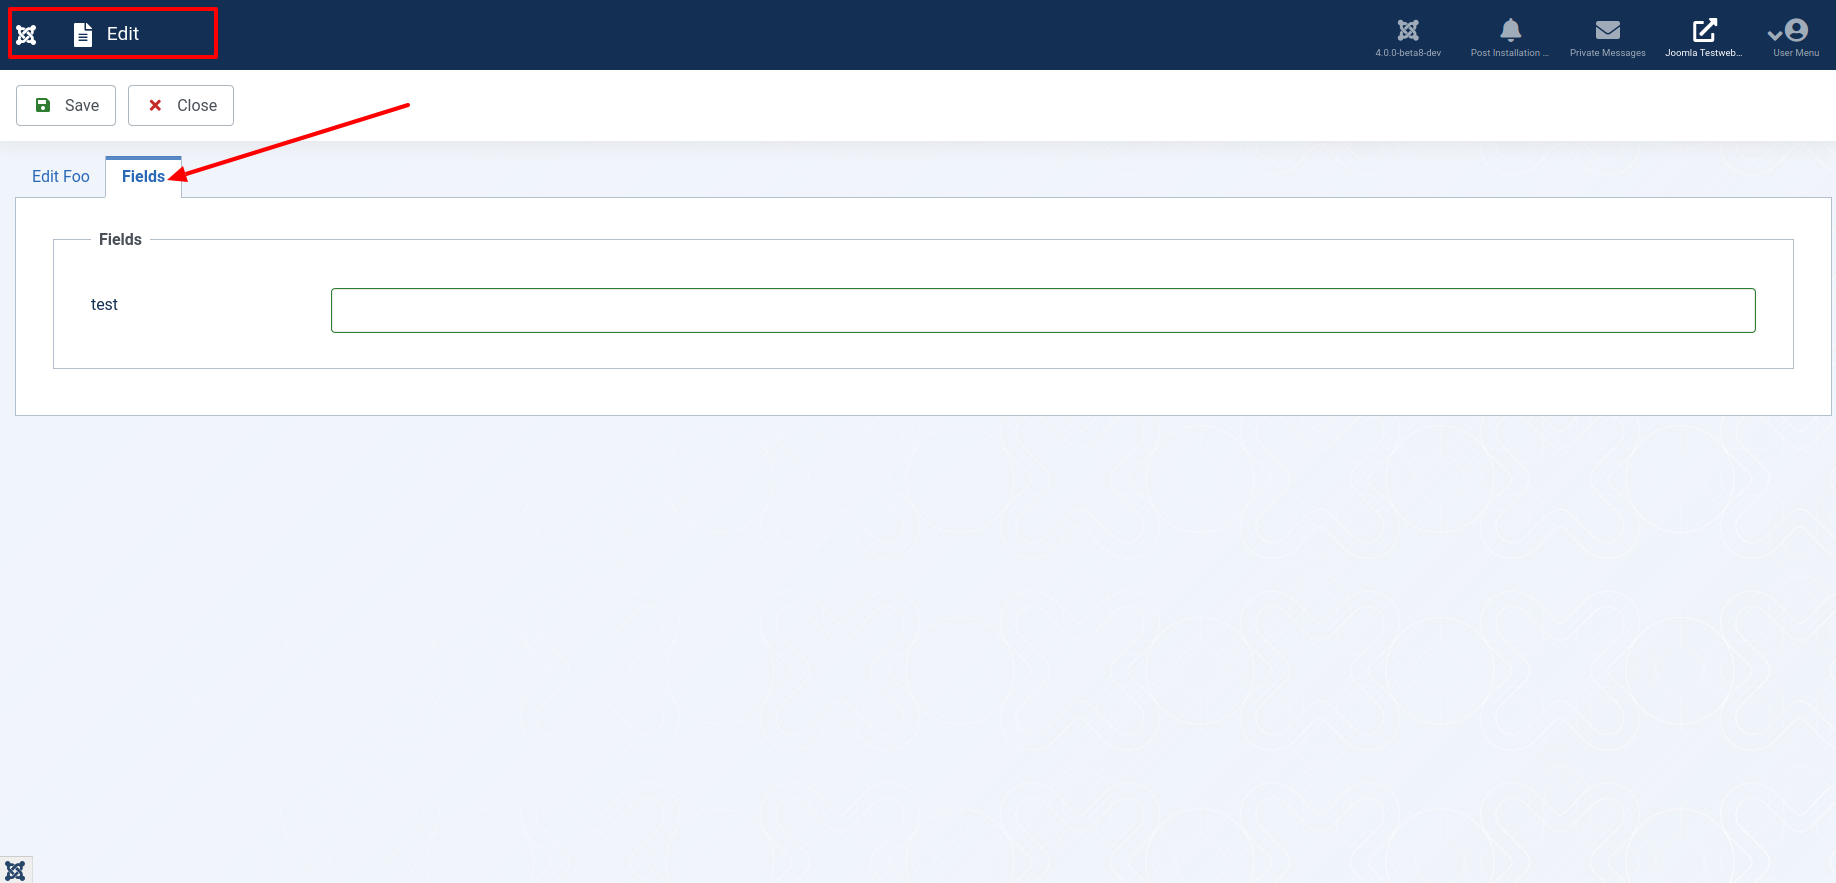 Edit
4.0.0-beta8-dev
Post Installation ...
Private Messages
Joomla Testweb...
User Menu
Save
Close
Edit Foo
Fields
Fields
test